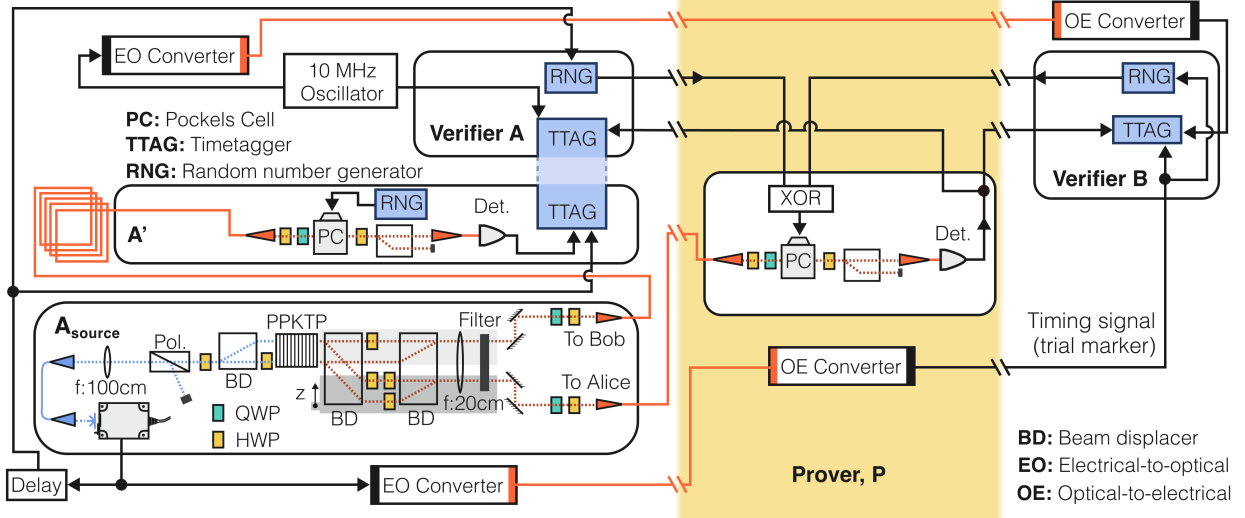 OE Converter
EO Converter
10 MHz
Oscillator
RNG
RNG
PC: Pockels Cell
TTAG: Timetagger
RNG: Random number generator
Verifier A
TTAG
TTAG
TTAG
Verifier B
A’
RNG
PC
Det.
XOR
PC
Det.
Asource
Pol.
PPKTP
Filter
To Bob
f:100cm
BD
To Alice
z
f:20cm
BD
BD
QWP
HWP
Timing signal
(trial marker)
OE Converter
Delay
EO Converter
Prover, P
BD: Beam displacer
EO: Electrical-to-optical
OE: Optical-to-electrical